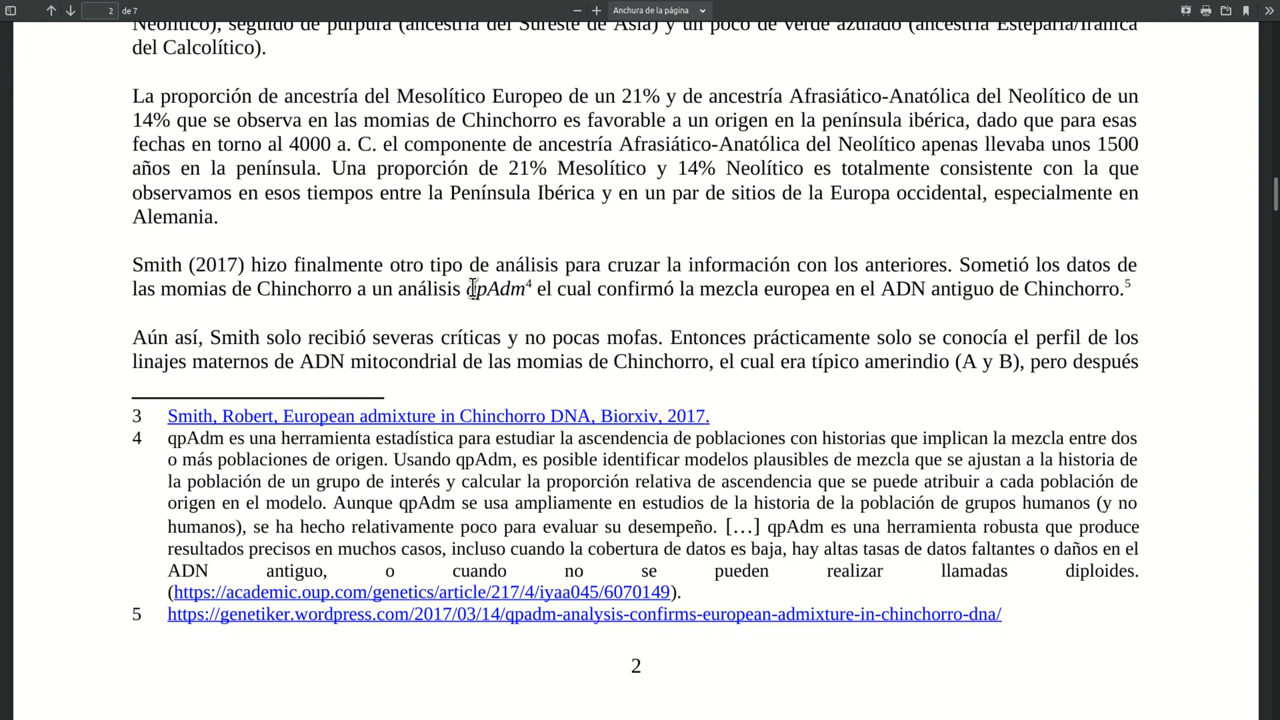 2 de 7 Anchura de la página
Neolítico), seguido de púrpura (ancestría del Sureste de Asia) y un poco de verde azulado (ancestría Esteparia/Iránica
del Calcolítico).
La proporción de ancestría del Mesolítico Europeo de un 21% y de ancestría Afrasiático-Anatólica del Neolítico de un
14% que se observa en las momias de Chinchorro es favorable a un origen en la península ibérica, dado que para esas
fechas en torno al 4000 a. C. el componente de ancestría Afrasiático-Anatólica del Neolítico apenas llevaba unos 1500
años en la península. Una proporción de 21% Mesolítico y 14% Neolítico es totalmente consistente con la que
observamos en esos tiempos entre la Península Ibérica y en un par de sitios de la Europa occidental, especialmente en
Alemania.
Smith (2017) hizo finalmente otro tipo de análisis para cruzar la información con los anteriores. Sometió los datos de
las momias de Chinchorro a un análisis qpAdm4 el cual confirmó la mezcla europea en el ADN antiguo de Chinchorro.5
Aún así, Smith solo recibió severas críticas y no pocas mofas. Entonces prácticamente solo se conocía el perfil de los
linajes maternos de ADN mitocondrial de las momias de Chinchorro, el cual era típico amerindio (A y B), pero después
3 Smith, Robert, European admixture in Chinchorro DNA, Biorxiv, 2017.
4 qpAdm es una herramienta estadística para estudiar la ascendencia de poblaciones con historias que implican la mezcla entre dos
o más poblaciones de origen. Usando qpAdm, es posible identificar modelos plausibles de mezcla que se ajustan a la historia de
la población de un grupo de interés y calcular la proporción relativa de ascendencia que se puede atribuir a cada población de
origen en el modelo. Aunque qpAdm se usa ampliamente en estudios de la historia de la población de grupos humanos (y no
humanos), se ha hecho relativamente poco para evaluar su desempeño. […] qpAdm es una herramienta robusta que produce
resultados precisos en muchos casos, incluso cuando la cobertura de datos es baja, hay altas tasas de datos faltantes o daños en el
ADN antiguo, o cuando no se pueden realizar llamadas diploides.
(https://academic.oup.com/genetics/article/217/4/iyaa045/6070149).
5 https://genetiker.wordpress.com/2017/03/14/qpadm-analysis-confirms-european-admixture-in-chinchorro-dna/
2